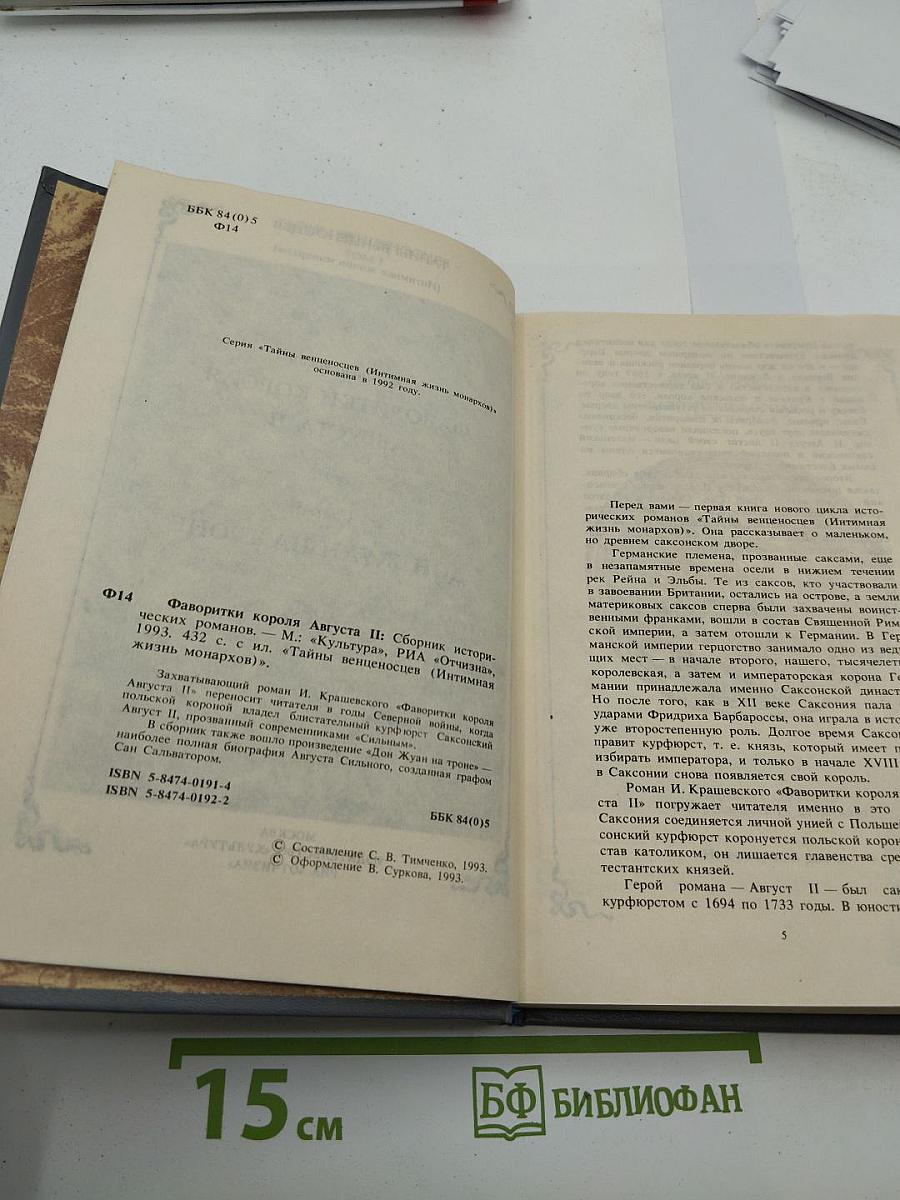 ББК 84(0)5
Ф14
Серия «Тайны венценосцев (Интимная жизнь монархов)»
основана в 1992 году.
Ф14
Фаворитки короля Августа II: Сборник истори-
ческих романов. — М.: «Культура», РИА «Отчизна»,
1993. 432 с. с ил. «Тайны венценосцев (Интимная
жизнь монархов)».
Захватывающий роман И. Крашевского «Фаворитки короля
Августа II» переносит читателя в годы Северной войны, когда
польской короной владел блистательный курфюрст Саксонский
Август II, прозванный современниками «Сильным».
В сборник также вошло произведение «Дон Жуан на троне» —
наиболее полная биография Августа Сильного, созданная графом
Сан Сальватором.
ISBN 5-8474-0191-4
ISBN 5-8474-0192-2
ББК 84(0)5
© Составление С. В. Тимченко, 1993.
© Оформление В. Суркова, 1993.
Перед вами — первая книга нового цикла исто-
рических романов «Тайны венценосцев (Интимная
жизнь монархов)». Она рассказывает о маленьком,
но древнем саксонском дворе.
Германские племена, прозванные саксами, еще
в незапамятные времена осели в нижнем течении
рек Рейна и Эльбы. Те из саксов, кто участвовали
в завоевании Британии, остались на острове, а земли
материковых саксов сперва были захвачены воинст-
венными франками, вошли в состав Священной Рим
ской империи, а затем отошли к Германии. В Гер
манской империи герцогство занимало одно из веду
щих мест — в начале второго, нашего, тысячелет
королевская, а затем и императорская корона Ге
мании принадлежала именно Саксонской династ
Но после того, как в XII веке Саксония пала
ударами Фридриха Барбароссы, она играла в исто
уже второстепенную роль. Долгое время Саксо
правит курфюрст, т. е. князь, который имеет п
избирать императора, и только в начале XVIII
в Саксонии снова появляется свой король.
Роман И. Крашевского «Фаворитки короля
ста II» погружает читателя именно в это
Саксония соединяется личной унией с Польше
сонский курфюрст коронуется польской корон
став католиком, он лишается главенства сре
тестантских князей.
Герой романа — Август II — был сак
курфюрстом с 1694 по 1733 годы. В юност
5
15 см
БФ БИБЛИОФАН